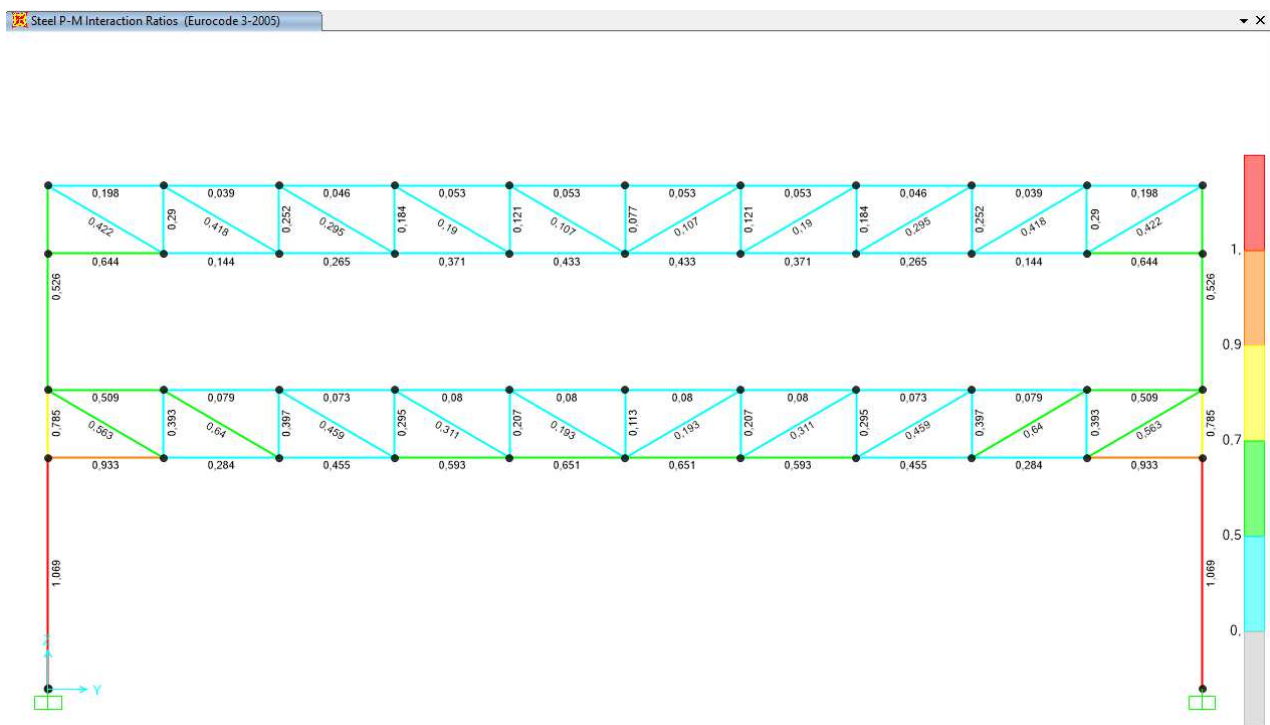 Steel P-M Interaction Ratios (Eurocode 3-2005)
0,198 0,039 0,046 0,053 0,053 0,053 0,053 0,046 0,039 0,198
0,422 0,29 0,418 0,252 0,295 0,184 0,19 0,121 0,107 0,077 0,107 0,121 0,19 0,184 0,295 0,252 0,418 0,29 0,422
1,
0,644 0,144 0,265 0,371 0,433 0,433 0,371 0,265 0,144 0,644
0,526 0,526
0,9
0,509 0,079 0,073 0,08 0,08 0,08 0,08 0,073 0,079 0,509
0,785 0,563 0,393 0,64 0,397 0,459 0,295 0,311 0,207 0,193 0,113 0,193 0,207 0,311 0,295 0,459 0,397 0,64 0,393 0,563 0,785
0,7
0,933 0,284 0,455 0,593 0,651 0,651 0,593 0,455 0,284 0,933
0,5
1,069 1,069
0,
Z
Y